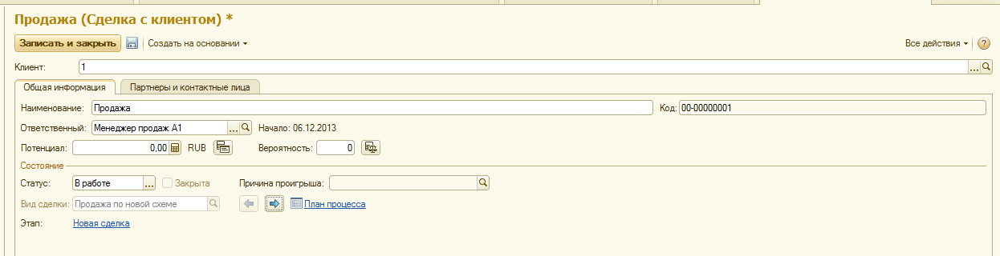 Продажа (Сделка с клиентом) *
Записать и закрыть Создать на основании Все действия ?
Клиент: 1 ...
Общая информация Партнеры и контактные лица
Наименование: Продажа Код: 00-00000001
Ответственный: Менеджер продаж А1 ... Начало: 06.12.2013
Потенциал: 0,00 RUB Вероятность: 0
Состояние
Статус: В работе ... Закрыта Причина проигрыша:
Вид сделки: Продажа по новой схеме План процесса
Этап: Новая сделка